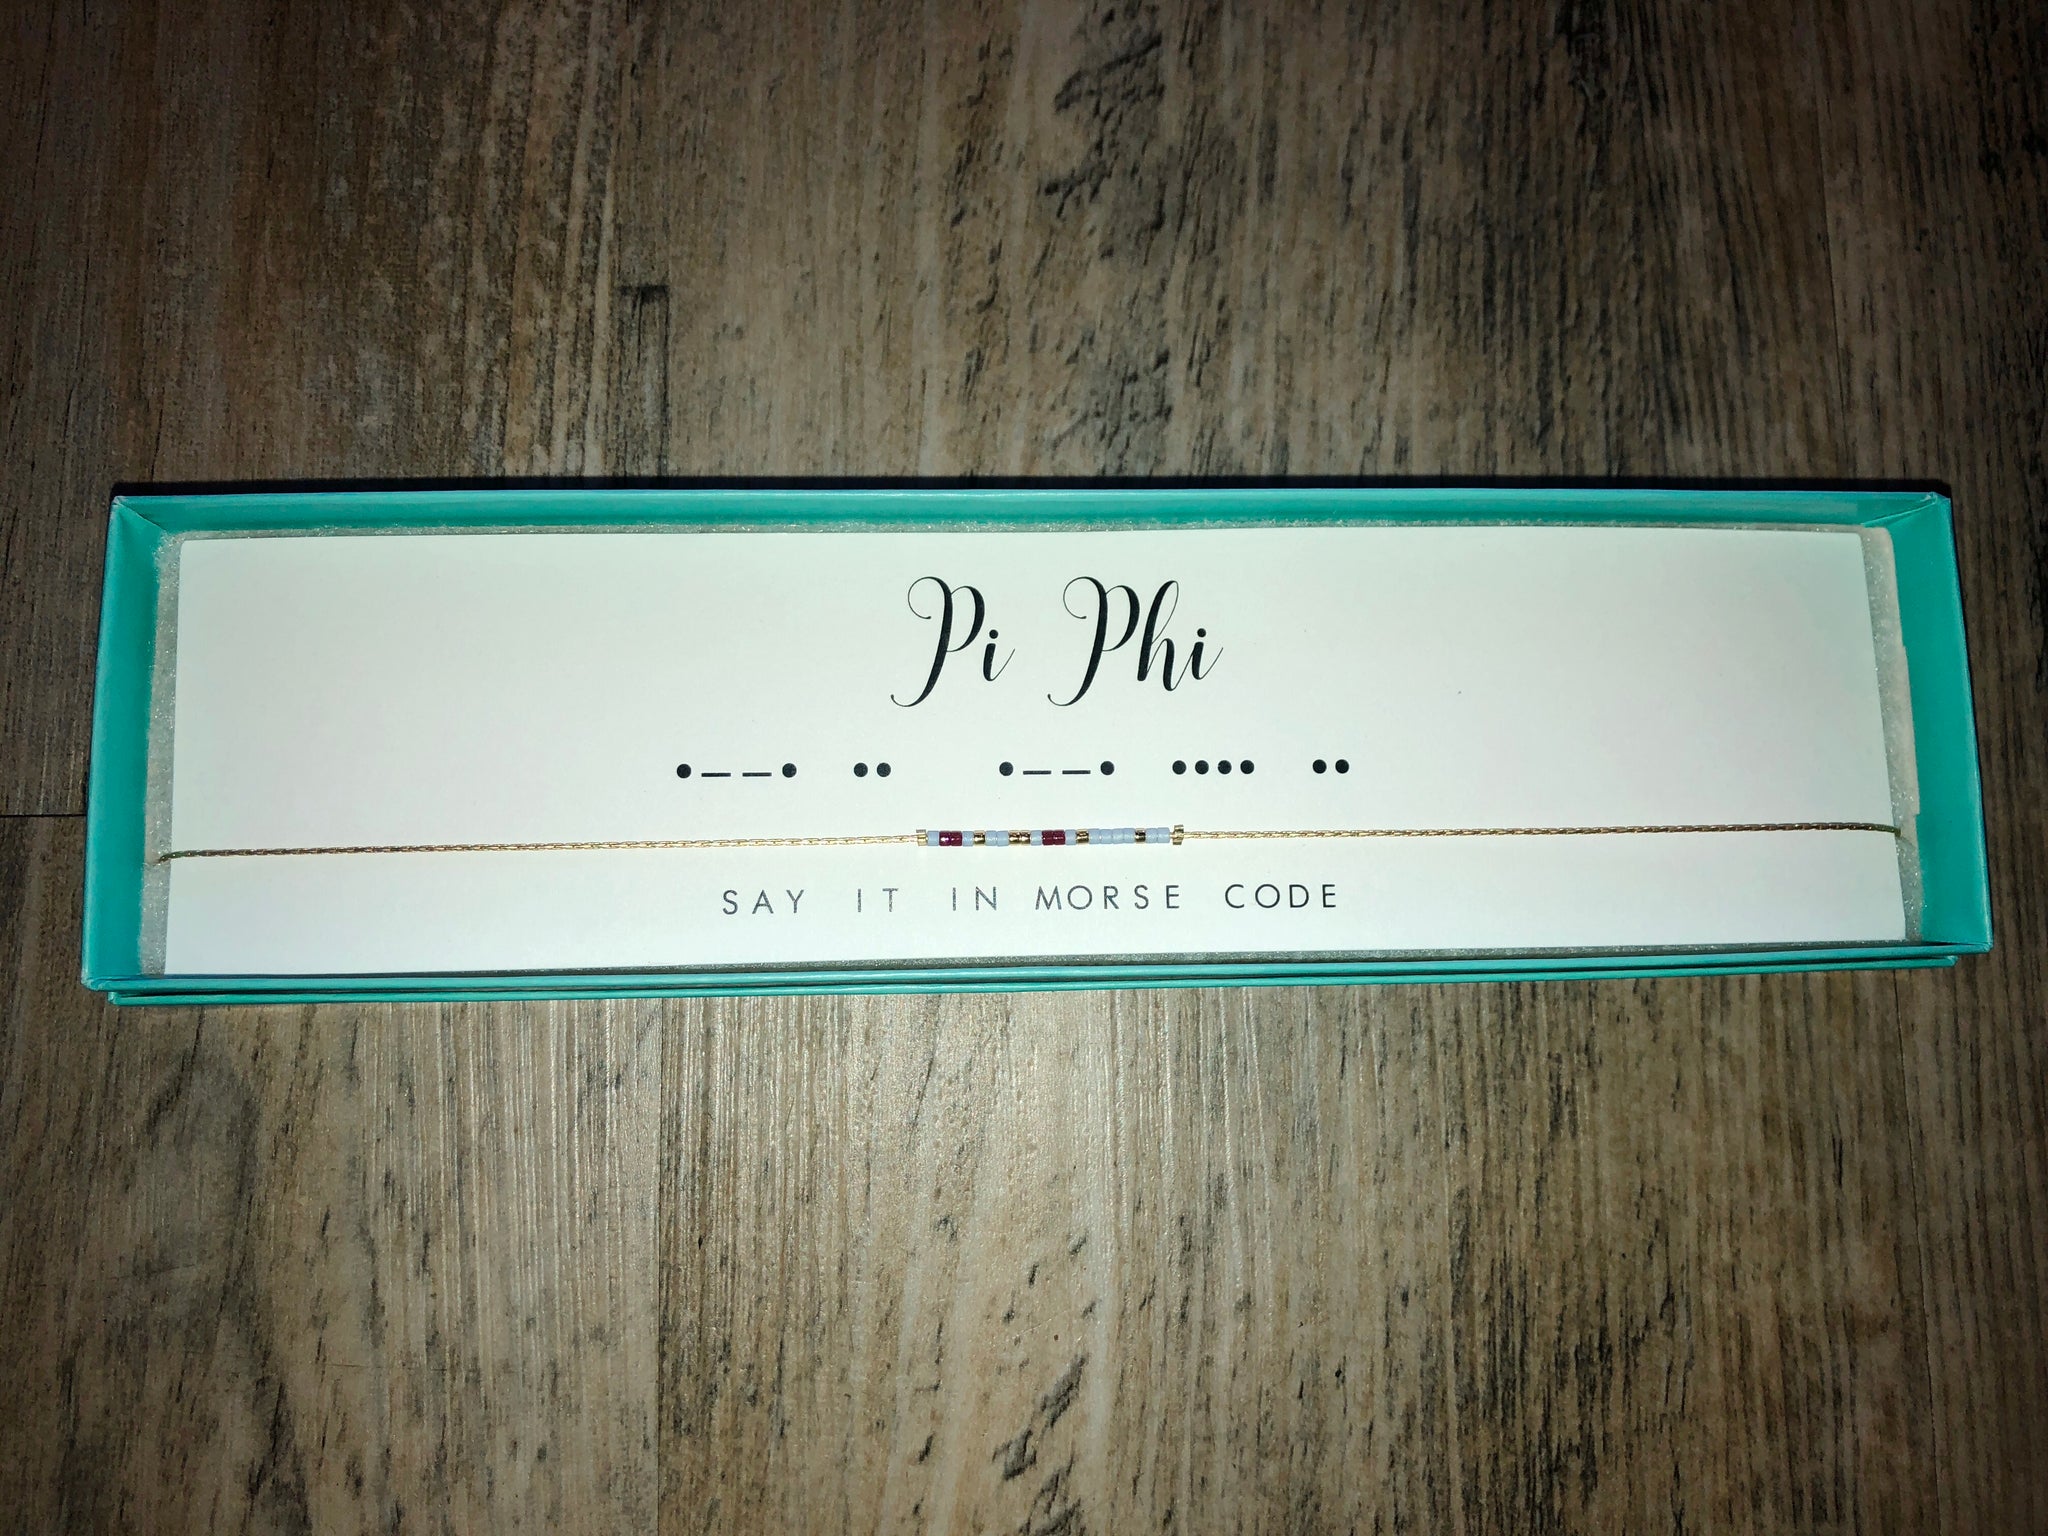 Pi Phi
•——• •• •——• •••• ••
SAY IT IN MORSE CODE